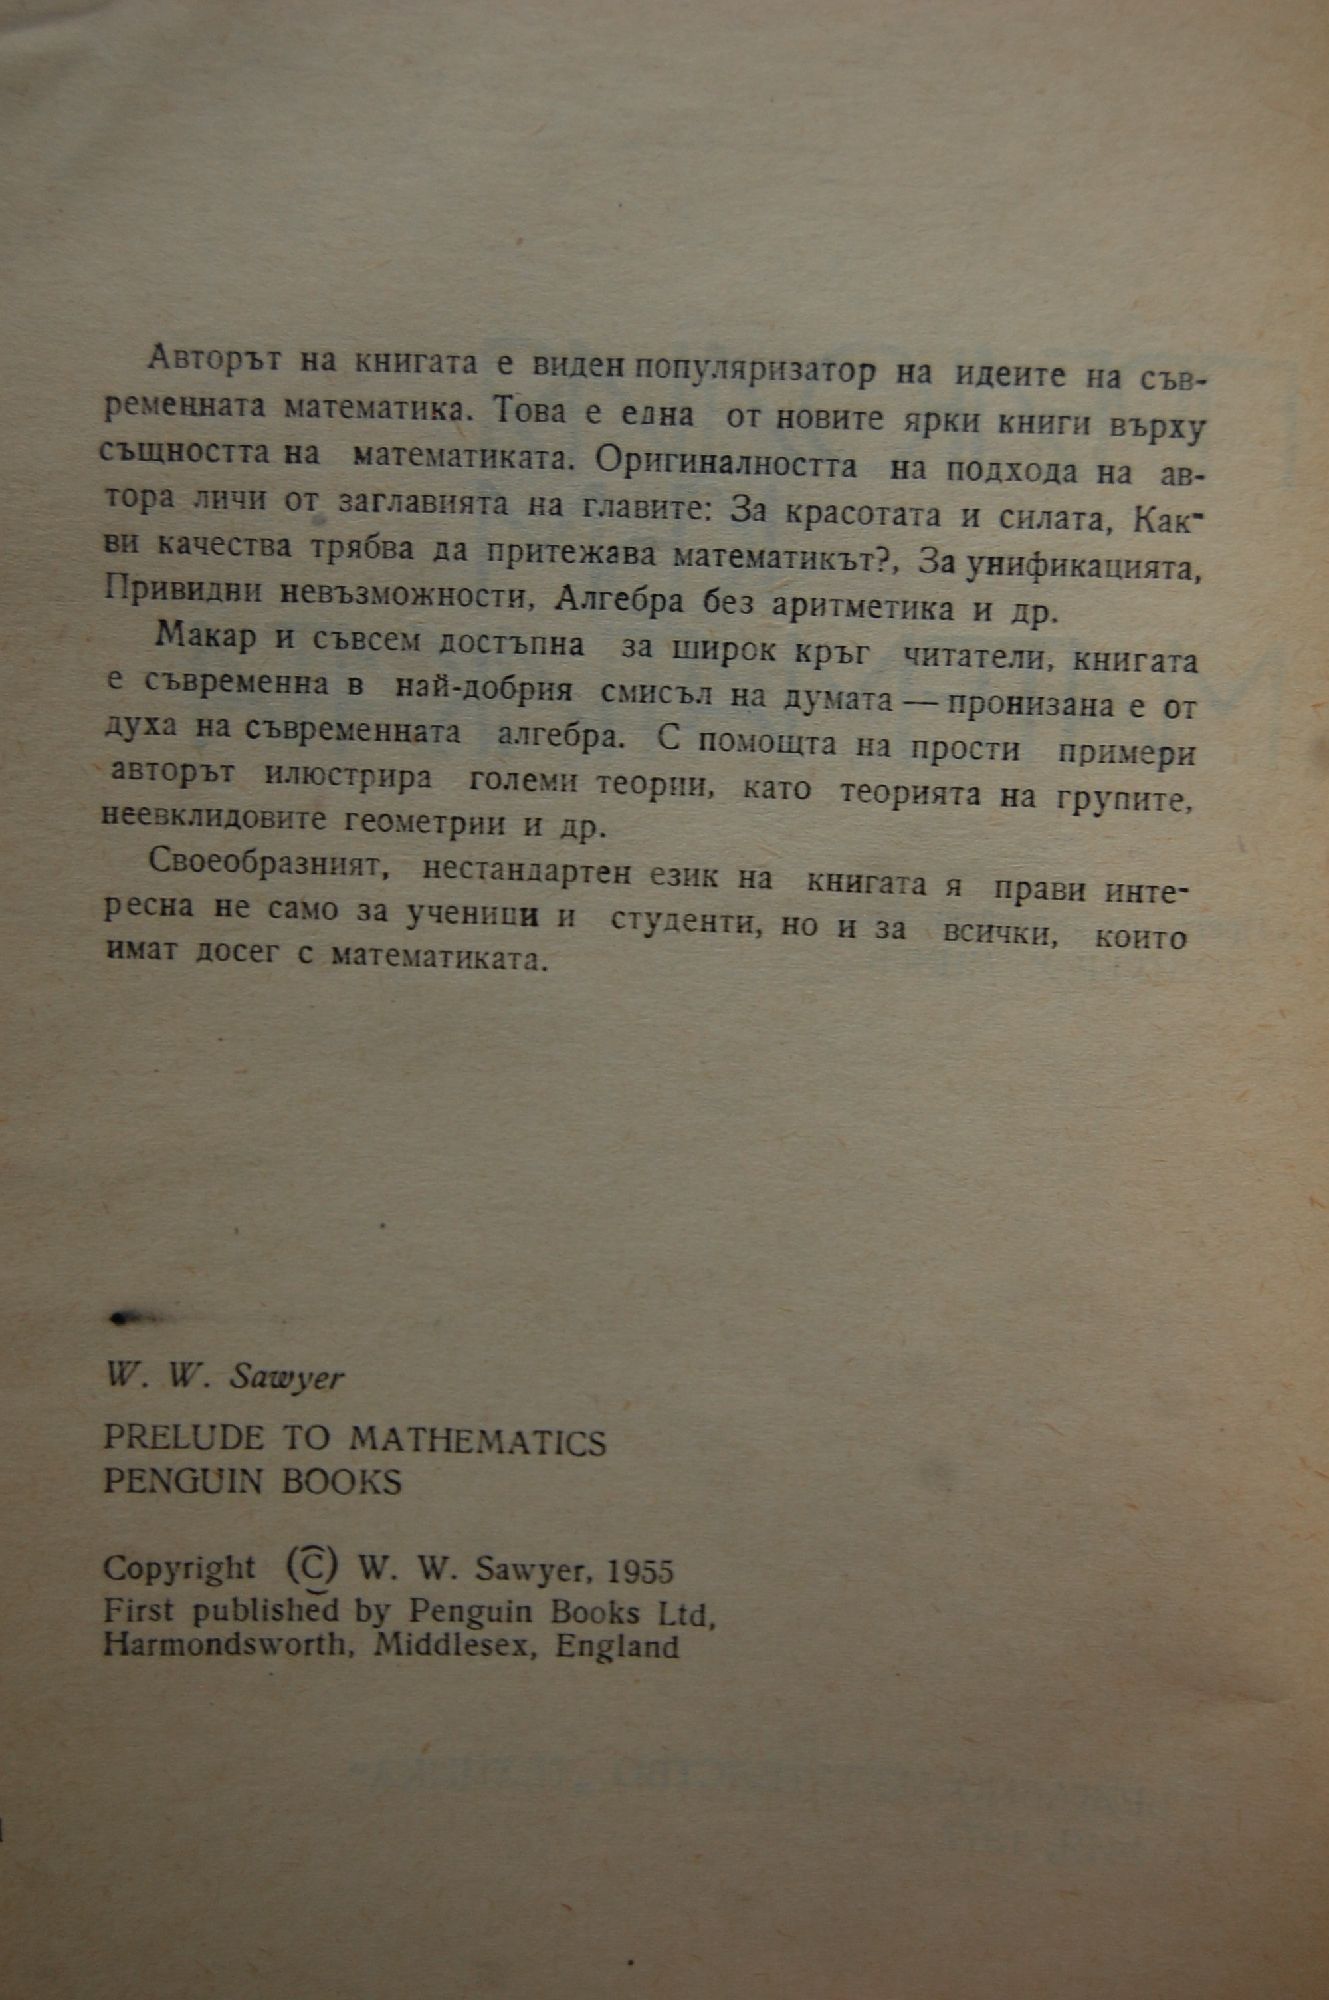 Авторът на книгата е виден популяризатор на идеите на със-
ременната математика. Това е една от новите ярки книги върху
същността на математиката. Оригиналността на подхода на ав-
тора личи от заглавията на главите: За красотата и силата, Как-
ви качества трябва да притежава математикът?, За унификацията,
Привидни невъзможности, Алгебра без аритметика и др.
Макар и съвсем достъпна за широк кръг читатели, книгата
е съвременна в най-добрия смисъл на думата — пронизана е от
духа на съвременната алгебра. С помощта на прости примери
авторът илюстрира големи теории, като теорията на групите,
неевклидовите геометрии и др.
Своеобразният, нестандартен език на книгата я прави инте-
ресна не само за ученици и студенти, но и за всички, които
имат досег с математиката.
W. W. Sawyer
PRELUDE TO MATHEMATICS
PENGUIN BOOKS
Copyright (C) W. W. Sawyer, 1955
First published by Penguin Books Ltd,
Harmondsworth, Middlesex, England